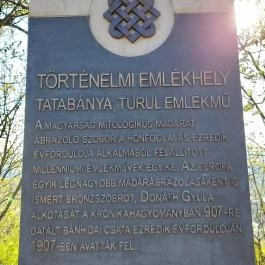 TÖRTÉNELMI EMLÉKHELY
TATABÁNYA, TURUL EMLÉKMŰ
A MAGYARSÁG MITOLOGIKUS MADARÁT
ÁBRÁZOLÓ SZOBOR A HONFOGLALÁS EZREDIK
ÉVFORDULÓJA ALKALMÁBÓL FELÁLLÍTOTT
MILLENNIUMI EMLÉKMŰVEK EGYIKE. AZ EURÓPA
EGYIK LEGNAGYOBB MADÁRÁBRÁZOLÁSAKÉNT IS
ISMERT BRONZSZOBROT, DONÁTH GYULA
ALKOTÁSÁT A KRÓNIKAHAGYOMÁNYBAN 907-RE
DATÁLT BÁNHIDAI CSATA EZREDIK ÉVFORDULÓJÁN,
1907-BEN AVATTÁK FEL.